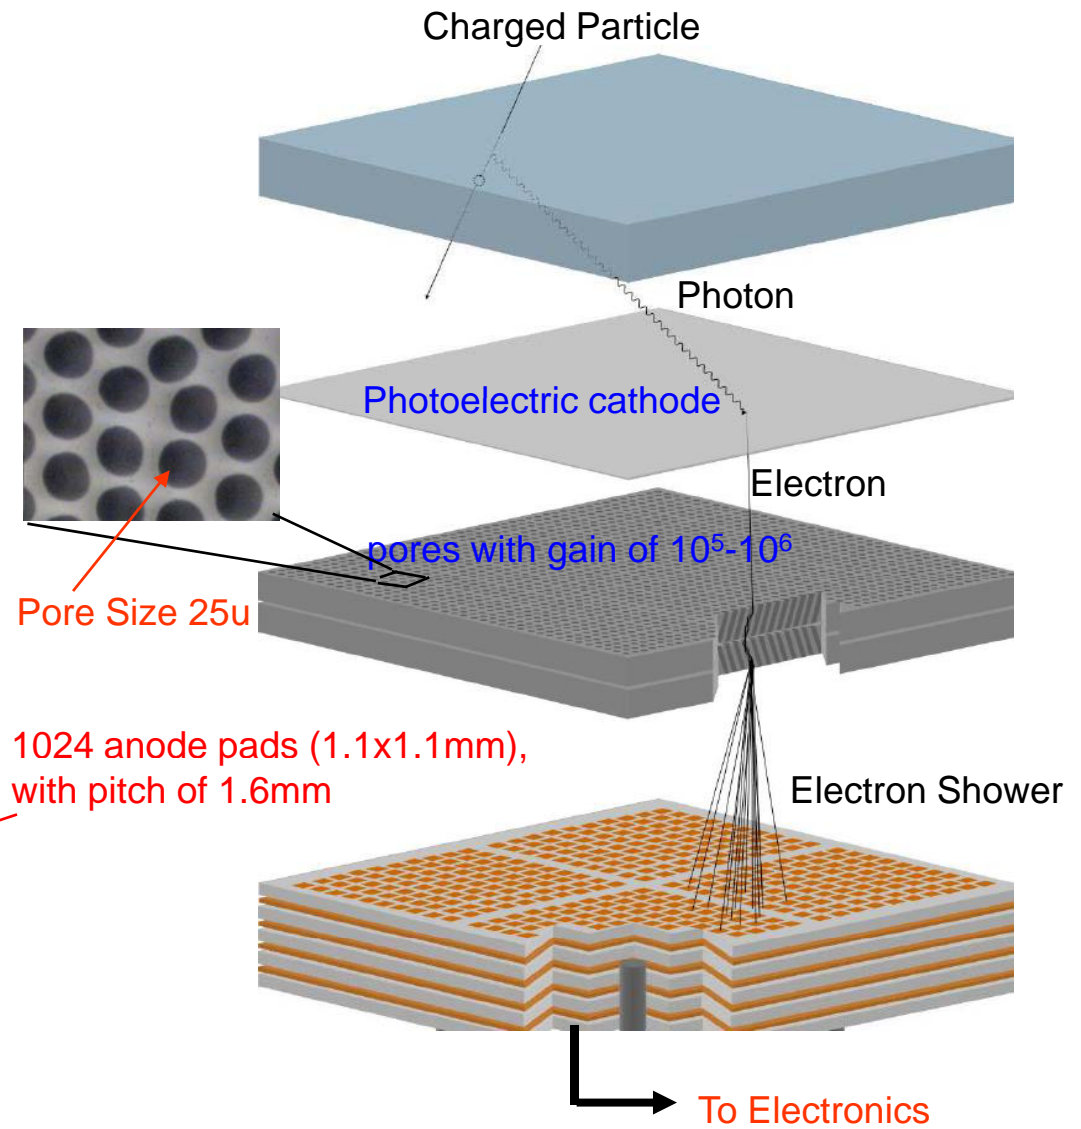 Charged Particle
Photon
Photoelectric cathode
Electron
pores with gain of 10⁵-10⁶
Pore Size 25u
1024 anode pads (1.1x1.1mm),
with pitch of 1.6mm
Electron Shower
To Electronics